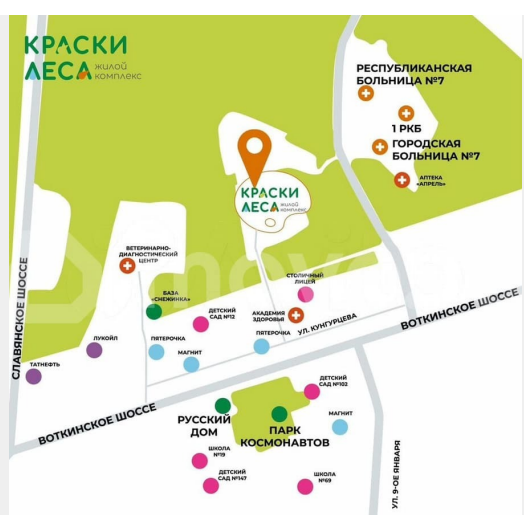 КРАСКИ
ЛЕСА жилой
комплекс
РЕСПУБЛИКАНСКАЯ
БОЛЬНИЦА №7
1 РКБ
ГОРОДСКАЯ
БОЛЬНИЦА №7
АПТЕКА
«АПРЕЛЬ»
КРАСКИ
ЛЕСА жилой
комплекс
ВЕТЕРИНАРНО-
ДИАГНОСТИЧЕСКИЙ
ЦЕНТР
СТОЛИЧНЫЙ
ЛИЦЕЙ
БАЗА
«СНЕЖИНКА»
ДЕТСКИЙ
САД №12
АКАДЕМИЯ
ЗДОРОВЬЯ
УЛ. КУНГУРЦЕВА
ВОТКИНСКОЕ ШОССЕ
СЛАВЯНСКОЕ ШОССЕ
ЛУКОЙЛ
ПЯТЕРОЧКА
ПЯТЕРОЧКА
МАГНИТ
ТАТНЕФТЬ
ДЕТСКИЙ
САД №102
ВОТКИНСКОЕ ШОССЕ
РУССКИЙ
ДОМ
ПАРК
КОСМОНАВТОВ
МАГНИТ
ШКОЛА
№19
ДЕТСКИЙ
САД №147
ШКОЛА
№69
УЛ. 9-ОЕ ЯНВАРЯ